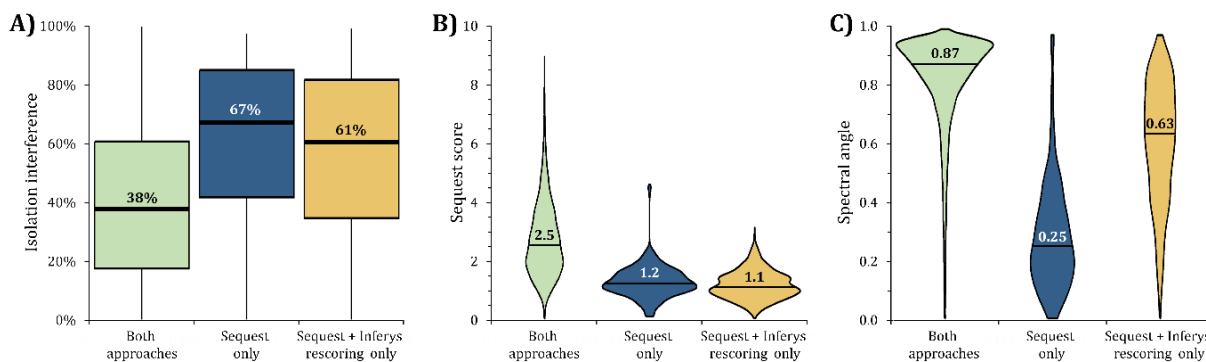 A)
Isolation interference
100%
80%
60%
40%
20%
0%
38%
67%
61%
Both
approaches
Sequest
only
Sequest + Inferys
rescoring only
B)
Sequest score
10
8
6
4
2
0
2.5
1.2
1.1
Both
approaches
Sequest
only
Sequest + Inferys
rescoring only
C)
Spectral angle
1.0
0.8
0.6
0.4
0.2
0.0
0.87
0.25
0.63
Both
approaches
Sequest
only
Sequest + Inferys
rescoring only